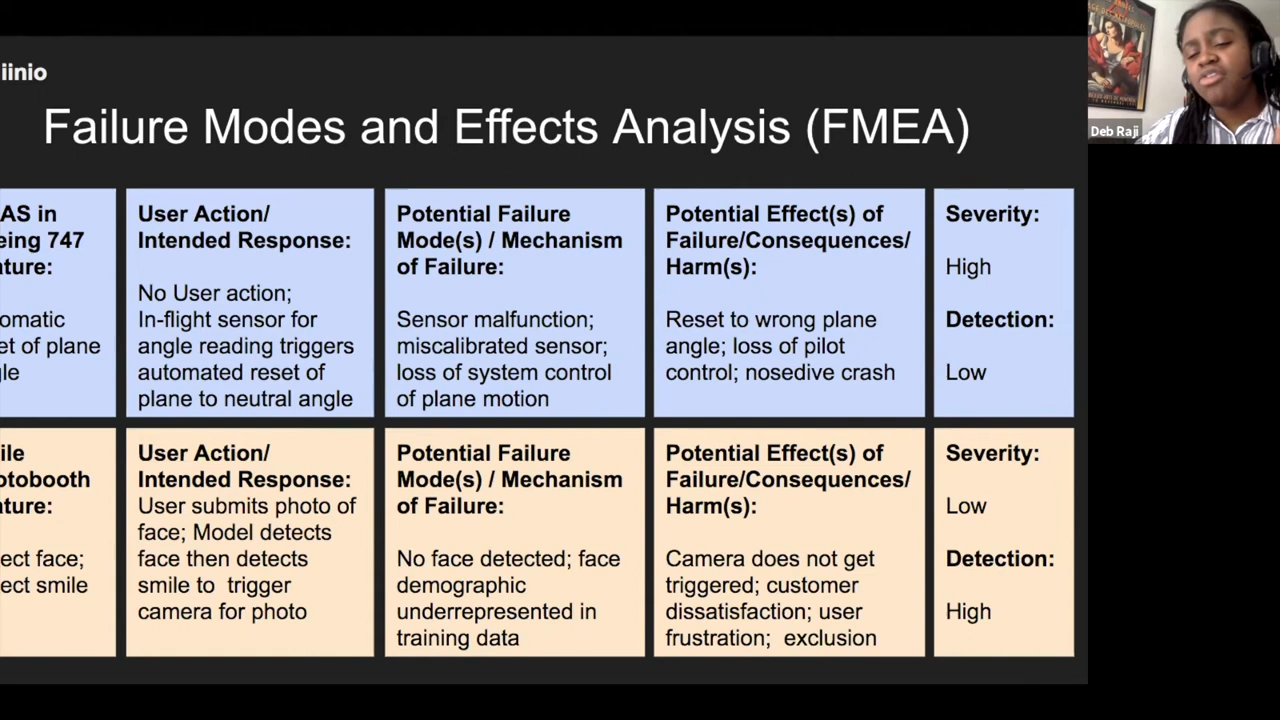 iinio
Failure Modes and Effects Analysis (FMEA)
Deb Raji
AS in
eing 747
ature:
omatic
et of plane
gle
User Action/
Intended Response:
No User action;
In-flight sensor for
angle reading triggers
automated reset of
plane to neutral angle
Potential Failure
Mode(s) / Mechanism
of Failure:
Sensor malfunction;
miscalibrated sensor;
loss of system control
of plane motion
Potential Effect(s) of
Failure/Consequences/
Harm(s):
Reset to wrong plane
angle; loss of pilot
control; nosedive crash
Severity:
High
Detection:
Low
ile
otobooth
ature:
ect face;
ect smile
User Action/
Intended Response:
User submits photo of
face; Model detects
face then detects
smile to trigger
camera for photo
Potential Failure
Mode(s) / Mechanism
of Failure:
No face detected; face
demographic
underrepresented in
training data
Potential Effect(s) of
Failure/Consequences/
Harm(s):
Camera does not get
triggered; customer
dissatisfaction; user
frustration; exclusion
Severity:
Low
Detection:
High